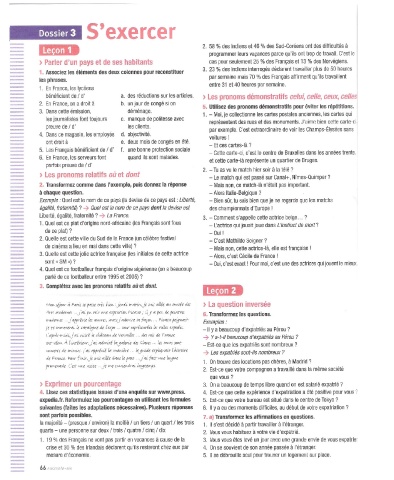 Dossier 3 S'exercer
Leçon 1
> Parler d'un pays et de ses habitants
1. Associez les éléments des deux colonnes pour reconstituer
les phrases.
1. En France, les lycéens
bénéficient de / d'
2. En France, on a droit à
3. Dans cette émission,
les journalistes font toujours
preuve de / d'
4. Dans ce magasin, les employés
ont droit à
5. Les Français bénéficient de / d'
6. En France, les serveurs font
parfois preuve de / d'
a. des réductions sur les articles.
b. un jour de congé si on
déménage.
c. manque de politesse avec
les clients.
d. objectivité.
e. deux mois de congés en été.
f. une bonne protection sociale
quand ils sont malades.
> Les pronoms relatifs où et dont
2. Transformez comme dans l'exemple, puis donnez la réponse
à chaque question.
Exemple : Quel est le nom de ce pays (la devise de ce pays est : Liberté,
égalité, fraternité) ? → Quel est le nom de ce pays dont la devise est
Liberté, égalité, fraternité ? → La France.
1. Quel est ce plat d'origine nord-africaine (les Français sont fous
de ce plat) ?
2. Quelle est cette ville du Sud de la France (un célèbre festival
de cinéma a lieu en mai dans cette ville) ?
3. Quelle est cette jolie actrice française (les initiales de cette actrice
sont « SM ») ?
4. Quel est ce footballeur français d'origine algérienne (on a beaucoup
parlé de ce footballeur entre 1995 et 2006) ?
3. Complétez avec les pronoms relatifs où et dont.
> Exprimer un pourcentage
4. Lisez ces statistiques issues d'une enquête sur www.press.
expedia.fr. Reformulez les pourcentages en utilisant les formules
suivantes (faites les adaptations nécessaires). Plusieurs réponses
sont parfois possibles.
la majorité – (presque / environ) la moitié / un tiers / un quart / les trois
quarts – une personne sur deux / trois / quatre / cinq / dix
1. 19 % des Français ne vont pas partir en vacances à cause de la
crise et 36 % des Irlandais déclarent qu'ils resteront chez eux par
mesure d'économie.
66
2. 58 % des Indiens et 49 % des Sud-Coréens ont des difficultés à
programmer leurs vacances parce qu'ils ont trop de travail. C'est le
cas pour seulement 25 % des Français et 13 % des Norvégiens.
3. 23 % des Indiens interrogés déclarent travailler plus de 50 heures
par semaine mais 70 % des Français affirment qu'ils travaillent
entre 31 et 40 heures par semaine.
> Les pronoms démonstratifs celui, celle, ceux, celles
5. Utilisez des pronoms démonstratifs pour éviter les répétitions.
1. – Moi, je collectionne les cartes postales anciennes, les cartes qui
représentent des rues et des monuments. J'aime bien cette carte-ci
par exemple. C'est extraordinaire de voir les Champs-Élysées sans
voitures !
– Et ces cartes-là ?
– Cette carte-ci, c'est le centre de Bruxelles dans les années trente
et cette carte-là représente un quartier de Bruges.
2. – Tu as vu le match hier soir à la télé ?
– Le match qui est passé sur Canal+, Nîmes-Quimper ?
– Mais non, ce match-là n'était pas important.
– Alors Italie-Belgique ?
– Bien sûr, tu sais bien que je ne regarde que les matchs
des championnats d'Europe !
3. – Comment s'appelle cette actrice belge… ?
– L'actrice qui jouait joue dans L'instinct de mort ?
– Oui !
– C'est Mathilde Seigner ?
– Mais non, cette actrice-là, elle est française !
– Alors, c'est Cécile de France !
– Oui, c'est exact ! Pour moi, c'est une des actrices qui jouent le mieux.
Leçon 2
> La question inversée
6. Transformez les questions.
Exemples :
– Il y a beaucoup d'expatriés au Pérou ?
→ Y a-t-il beaucoup d'expatriés au Pérou ?
– Est-ce que les expatriés sont nombreux ?
→ Les expatriés sont-ils nombreux ?
1. On trouve des locations pas chères, à Madrid ?
2. Est-ce que votre compagnon a travaillé dans la même société
que vous ?
3. On a beaucoup de temps libre quand on est salarié expatrié ?
4. Est-ce que cette expérience d'expatriation a été positive pour vous ?
5. Est-ce que votre bureau est situé dans le centre de Tokyo ?
6. Il y a eu des moments difficiles, au début de votre expatriation ?
7. a) Transformez les affirmations en questions.
1. Il s'est décidé à partir travailler à l'étranger.
2. Vous vous habituez à votre vie d'expatrié.
3. Vous vous êtes levé un jour avec une grande envie de vous expatrier.
4. On se souvient de son année passée à l'étranger.
5. Il se débrouille seul pour trouver un logement sur place.